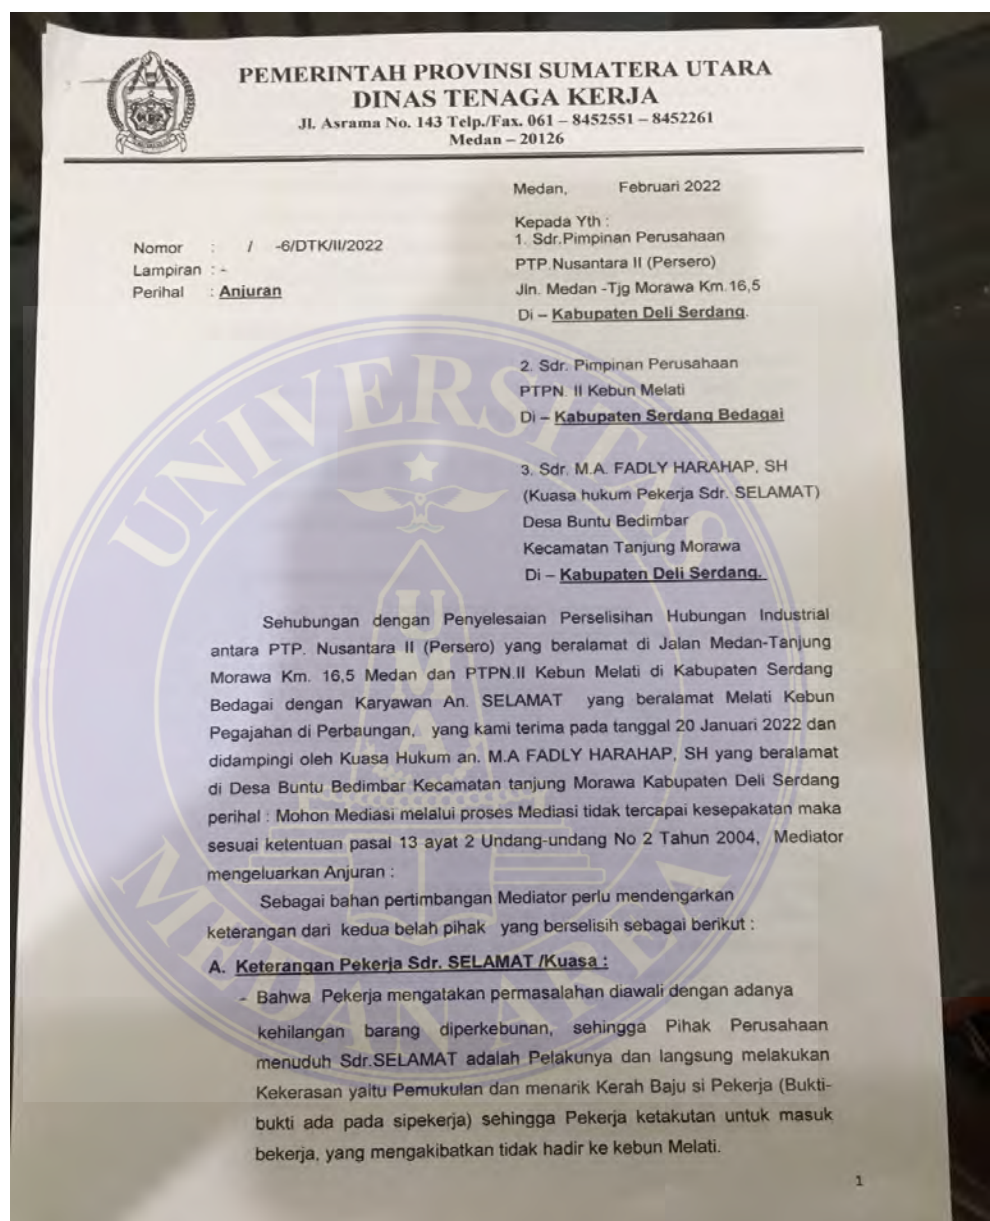 PEMERINTAH PROVINSI SUMATERA UTARA
DINAS TENAGA KERJA
Jl. Asrama No. 143 Telp./Fax. 061 – 8452551 – 8452261
Medan – 20126
Medan, Februari 2022
Nomor : / -6/DTK/II/2022
Lampiran : -
Perihal : Anjuran
Kepada Yth :
1. Sdr.Pimpinan Perusahaan
PTP.Nusantara II (Persero)
Jln. Medan -Tjg Morawa Km.16,5
Di – Kabupaten Deli Serdang.
2. Sdr. Pimpinan Perusahaan
PTPN. II Kebun Melati
Di – Kabupaten Serdang Bedagai
3. Sdr. M.A. FADLY HARAHAP, SH
(Kuasa hukum Pekerja Sdr. SELAMAT)
Desa Buntu Bedimbar
Kecamatan Tanjung Morawa
Di – Kabupaten Deli Serdang.
Sehubungan dengan Penyelesaian Perselisihan Hubungan Industrial
antara PTP. Nusantara II (Persero) yang beralamat di Jalan Medan-Tanjung
Morawa Km. 16,5 Medan dan PTPN.II Kebun Melati di Kabupaten Serdang
Bedagai dengan Karyawan An. SELAMAT yang beralamat Melati Kebun
Pegajahan di Perbaungan, yang kami terima pada tanggal 20 Januari 2022 dan
didampingi oleh Kuasa Hukum an. M.A FADLY HARAHAP, SH yang beralamat
di Desa Buntu Bedimbar Kecamatan tanjung Morawa Kabupaten Deli Serdang
perihal : Mohon Mediasi melalui proses Mediasi tidak tercapai kesepakatan maka
sesuai ketentuan pasal 13 ayat 2 Undang-undang No 2 Tahun 2004, Mediator
mengeluarkan Anjuran :
Sebagai bahan pertimbangan Mediator perlu mendengarkan
keterangan dari kedua belah pihak yang berselisih sebagai berikut :
A. Keterangan Pekerja Sdr. SELAMAT /Kuasa :
- Bahwa Pekerja mengatakan permasalahan diawali dengan adanya
kehilangan barang diperkebunan, sehingga Pihak Perusahaan
menuduh Sdr.SELAMAT adalah Pelakunya dan langsung melakukan
Kekerasan yaitu Pemukulan dan menarik Kerah Baju si Pekerja (Bukti-
bukti ada pada sipekerja) sehingga Pekerja ketakutan untuk masuk
bekerja, yang mengakibatkan tidak hadir ke kebun Melati.
1
UNIVERSITAS
MEDAN AREA
UMA